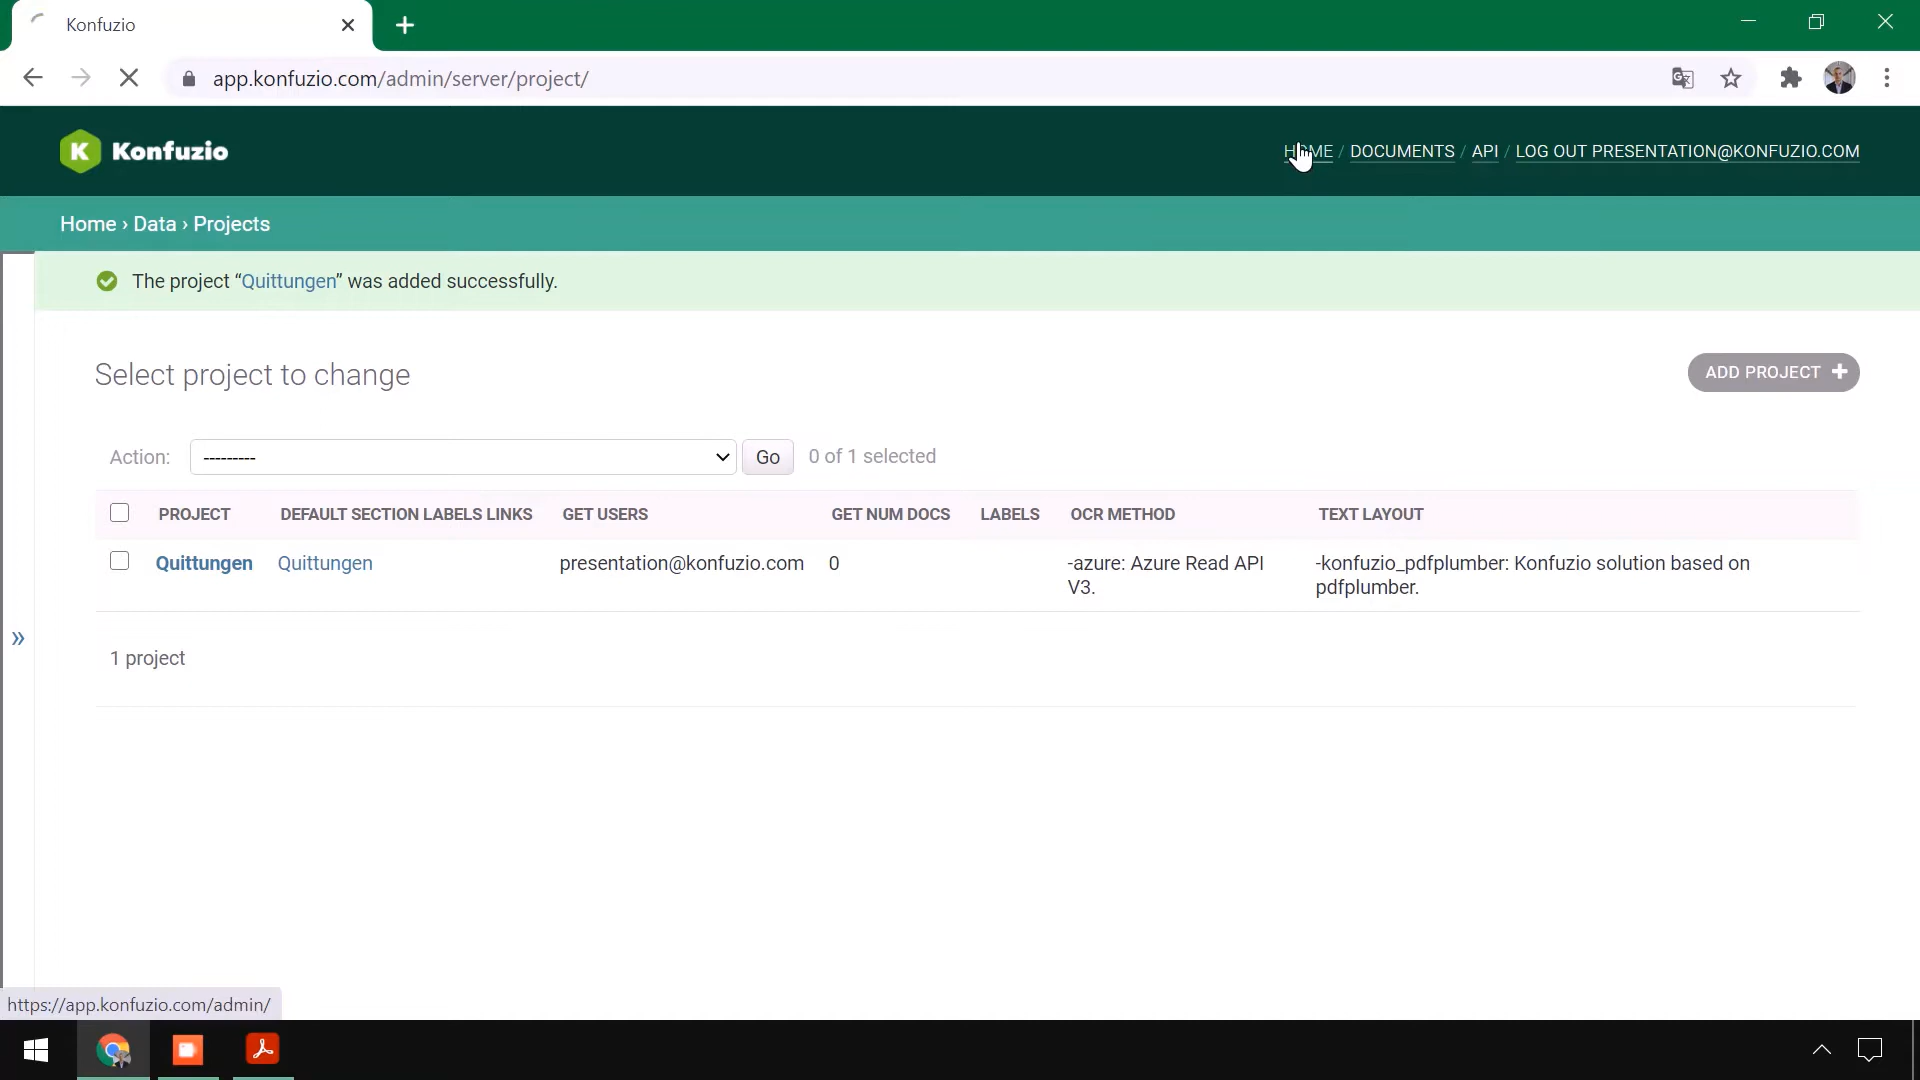 Konfuzio
app.konfuzio.com/admin/server/project/
K Konfuzio
HOME / DOCUMENTS / API / LOG OUT PRESENTATION@KONFUZIO.COM
Home › Data › Projects
The project “Quittungen” was added successfully.
Select project to change
ADD PROJECT +
Action: --------- Go 0 of 1 selected
PROJECT DEFAULT SECTION LABELS LINKS GET USERS GET NUM DOCS LABELS OCR METHOD TEXT LAYOUT
Quittungen Quittungen presentation@konfuzio.com 0 -azure: Azure Read API -konfuzio_pdfplumber: Konfuzio solution based on
V3. pdfplumber.
»
1 project
https://app.konfuzio.com/admin/